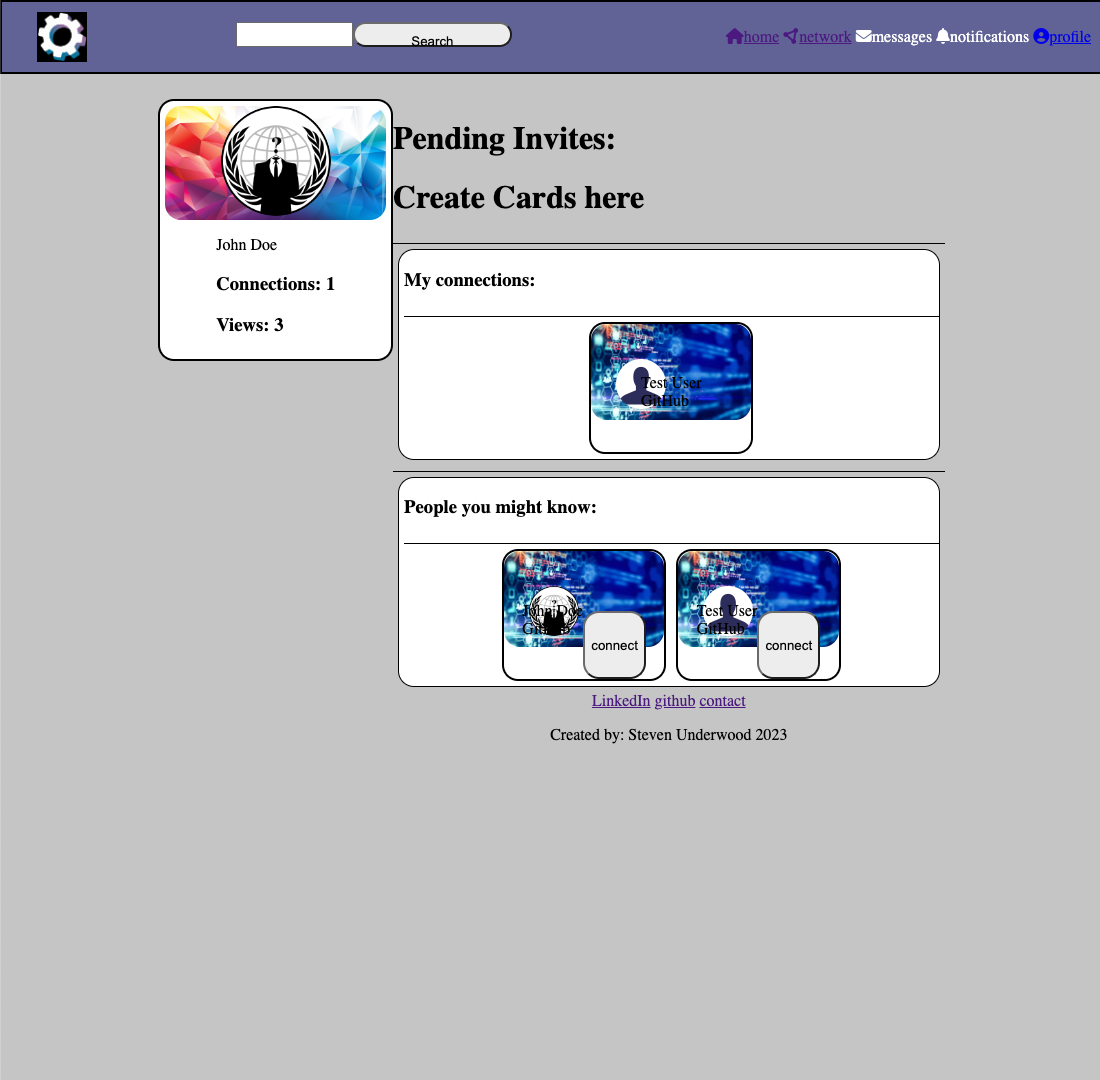 Search
home network messages notifications profile
?
John Doe
Connections: 1
Views: 3
Pending Invites:
Create Cards here
My connections:
Test User
GitHub
People you might know:
?
John Doe
GitHub
connect
Test User
GitHub
connect
LinkedIn github contact
Created by: Steven Underwood 2023